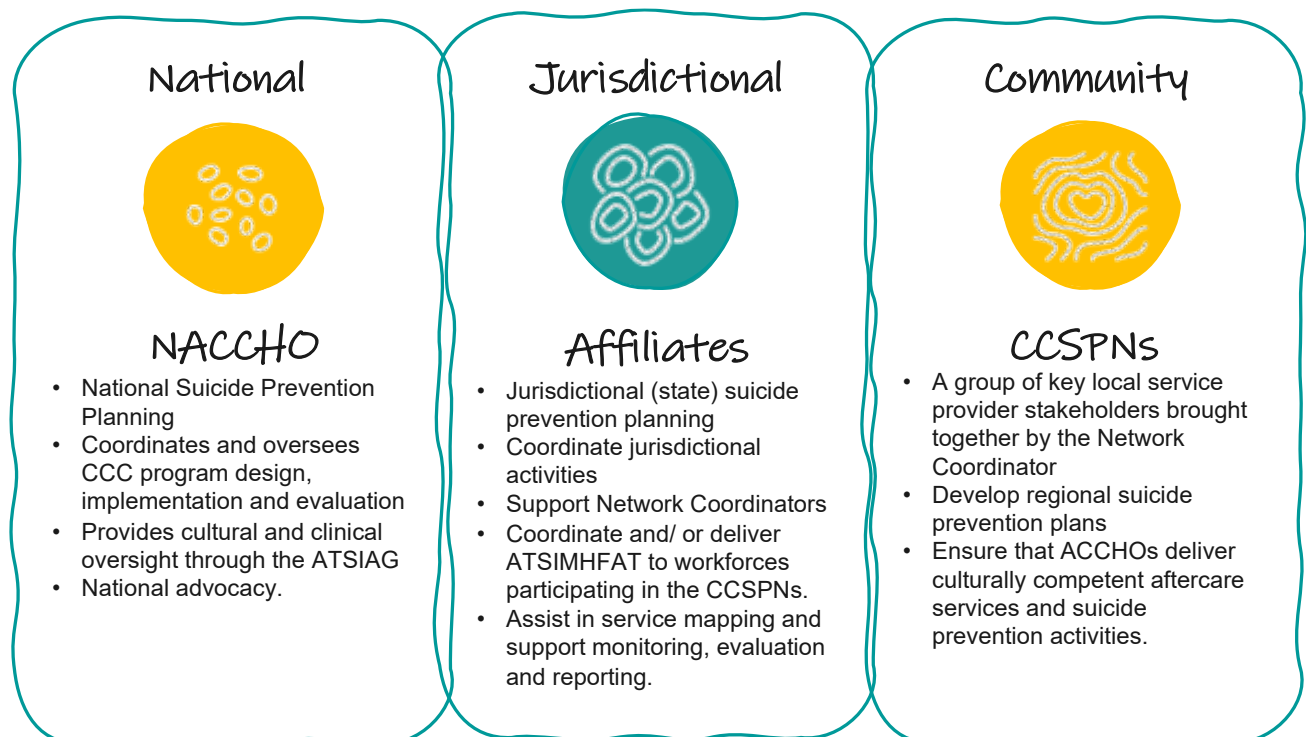 National
NACCHO
• National Suicide Prevention
Planning
• Coordinates and oversees
CCC program design,
implementation and evaluation
• Provides cultural and clinical
oversight through the ATSIAG
• National advocacy.
Jurisdictional
Affiliates
• Jurisdictional (state) suicide
prevention planning
• Coordinate jurisdictional
activities
• Support Network Coordinators
• Coordinate and/ or deliver
ATSIMHFAT to workforces
participating in the CCSPNs.
• Assist in service mapping and
support monitoring, evaluation
and reporting.
Community
CCSPNs
• A group of key local service
provider stakeholders brought
together by the Network
Coordinator
• Develop regional suicide
prevention plans
• Ensure that ACCHOs deliver
culturally competent aftercare
services and suicide
prevention activities.